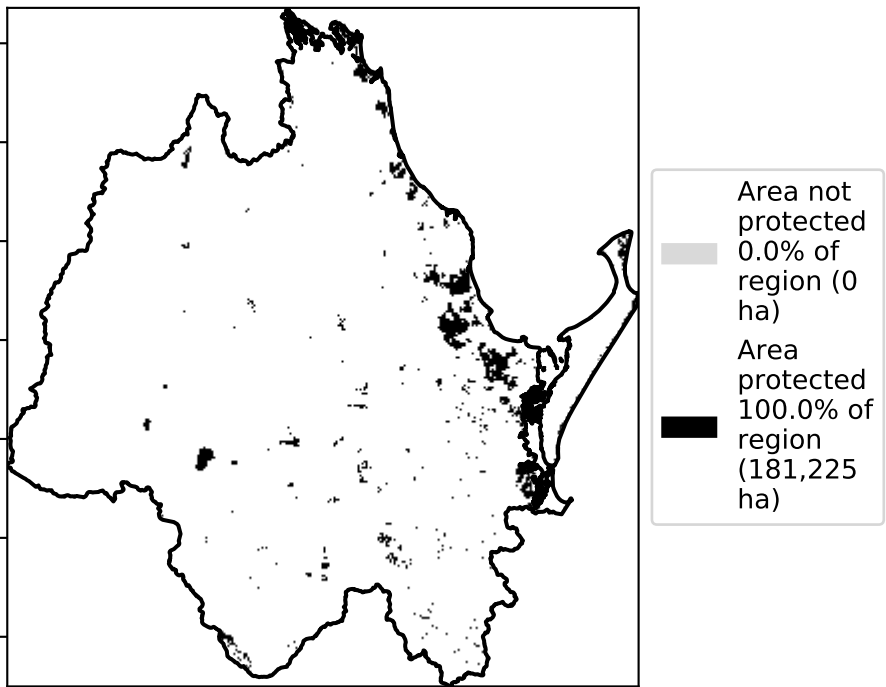 Area not
protected
0.0% of
region (0
ha)
Area
protected
100.0% of
region
(181,225
ha)